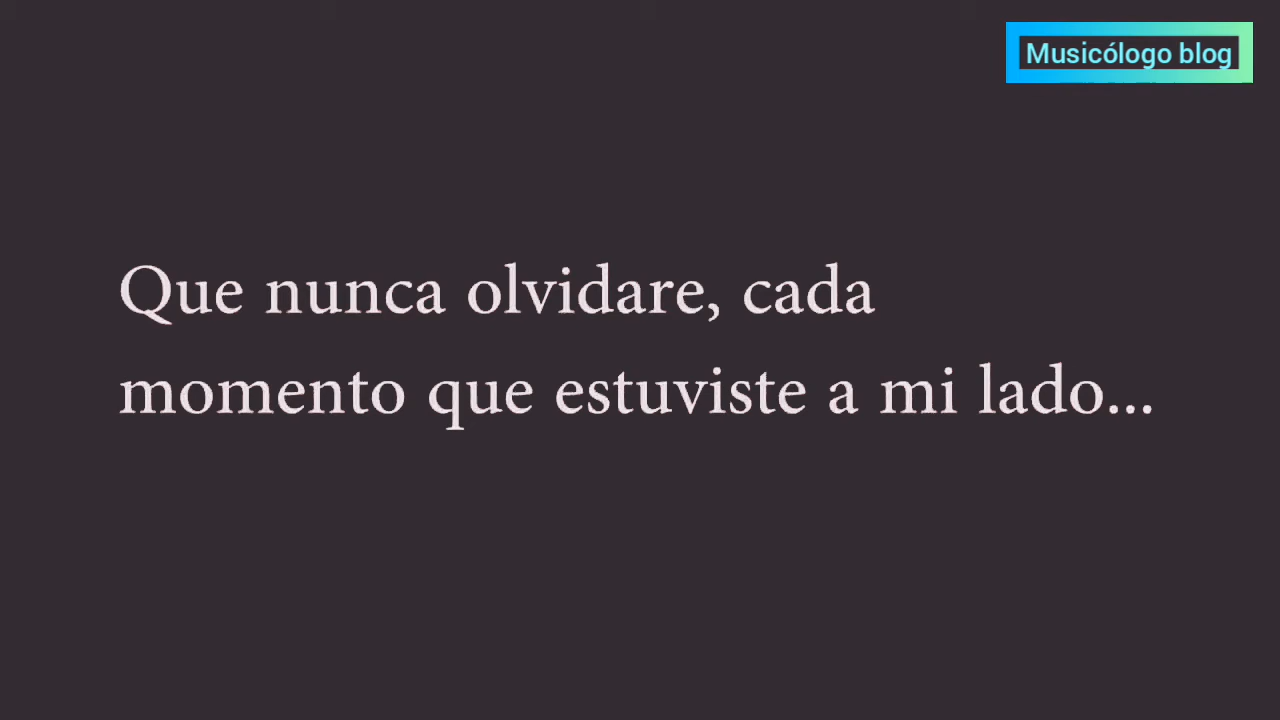 Musicólogo blog
Que nunca olvidare, cada
momento que estuviste a mi lado...